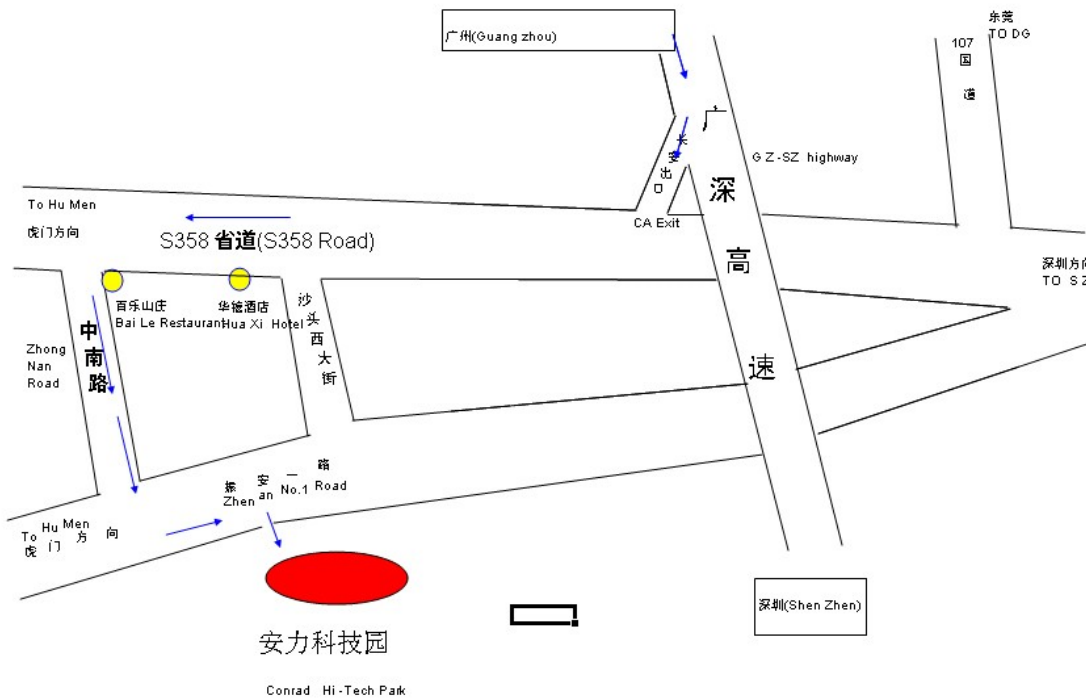 广州(Guang zhou)
东莞
TO DG
107
国
道
长安出口
广深高速
G Z -SZ highway
CA Exit
To Hu Men
虎门方向
S358 省道(S358 Road)
深圳方向
TO S Z
百乐山庄
Bai Le Restaurant
Hua Xi Hotel
沙头西大街
中南路
Zhong
Nan
Road
振安一路
Zhen an No.1 Road
To Hu Men
虎门方向
深圳(Shen Zhen)
安力科技园
Conrad Hi-Tech Park